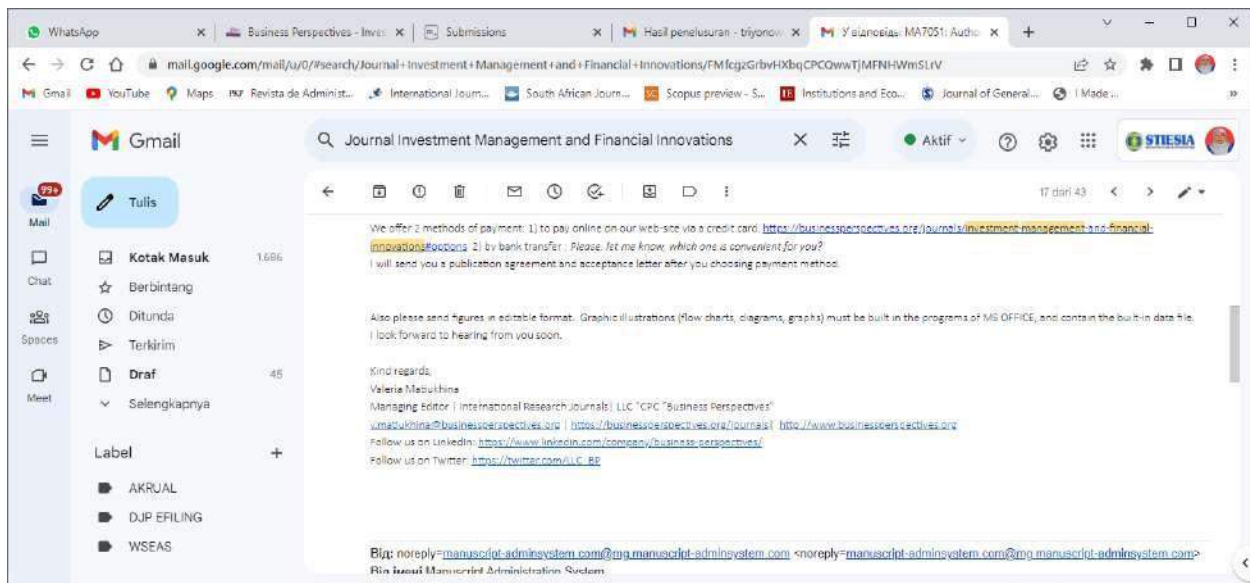 WhatsApp
Business Perspectives - Inves
Submissions
Hasil penelusuran - triyonow
У відповідь: MA7051: Autho
mail.google.com/mail/u/0/#search/Journal+Investment+Management+and+Financial+Innovations/FMfcgzGrbvHXbqCPCQwwTjMFNHWmSLrV
Gmail
YouTube
Maps
Revista de Administ...
International Journ...
South African Journ...
Scopus preview - S...
Institutions and Eco...
Journal of General...
I Made ...
Gmail
Journal Investment Management and Financial Innovations
Aktif
STIESIA
99+
Mail
Chat
Spaces
Meet
Tulis
Kotak Masuk 1.686
Berbintang
Ditunda
Terkirim
Draf 45
Selengkapnya
Label
AKRUAL
DJP EFILING
WSEAS
17 dari 43
We offer 2 methods of payment: 1) to pay online on our web-site via a credit card. https://businessperspectives.org/journals/investment-management-and-financial-
innovations#options 2) by bank transfer . Please, let me know, which one is convenient for you?
I will send you a publication agreement and acceptance letter after you choosing payment method.
Also please send figures in editable format. Graphic illustrations (flow charts, diagrams, graphs) must be built in the programs of MS OFFICE, and contain the built-in data file.
I look forward to hearing from you soon.
Kind regards,
Valeria Matiukhina
Managing Editor | International Research Journals| LLC "CPC "Business Perspectives"
v.matiukhina@businessperspectives.org | https://businessperspectives.org/journals| http://www.businessperspectives.org
Follow us on LinkedIn: https://www.linkedin.com/company/business-perspectives/
Follow us on Twitter: https://twitter.com/LLC_BP
Від: noreply=manuscript-adminsystem.com@mg.manuscript-adminsystem.com <noreply=manuscript-adminsystem.com@mg.manuscript-adminsystem.com>
Від імені Manuscript Administration System